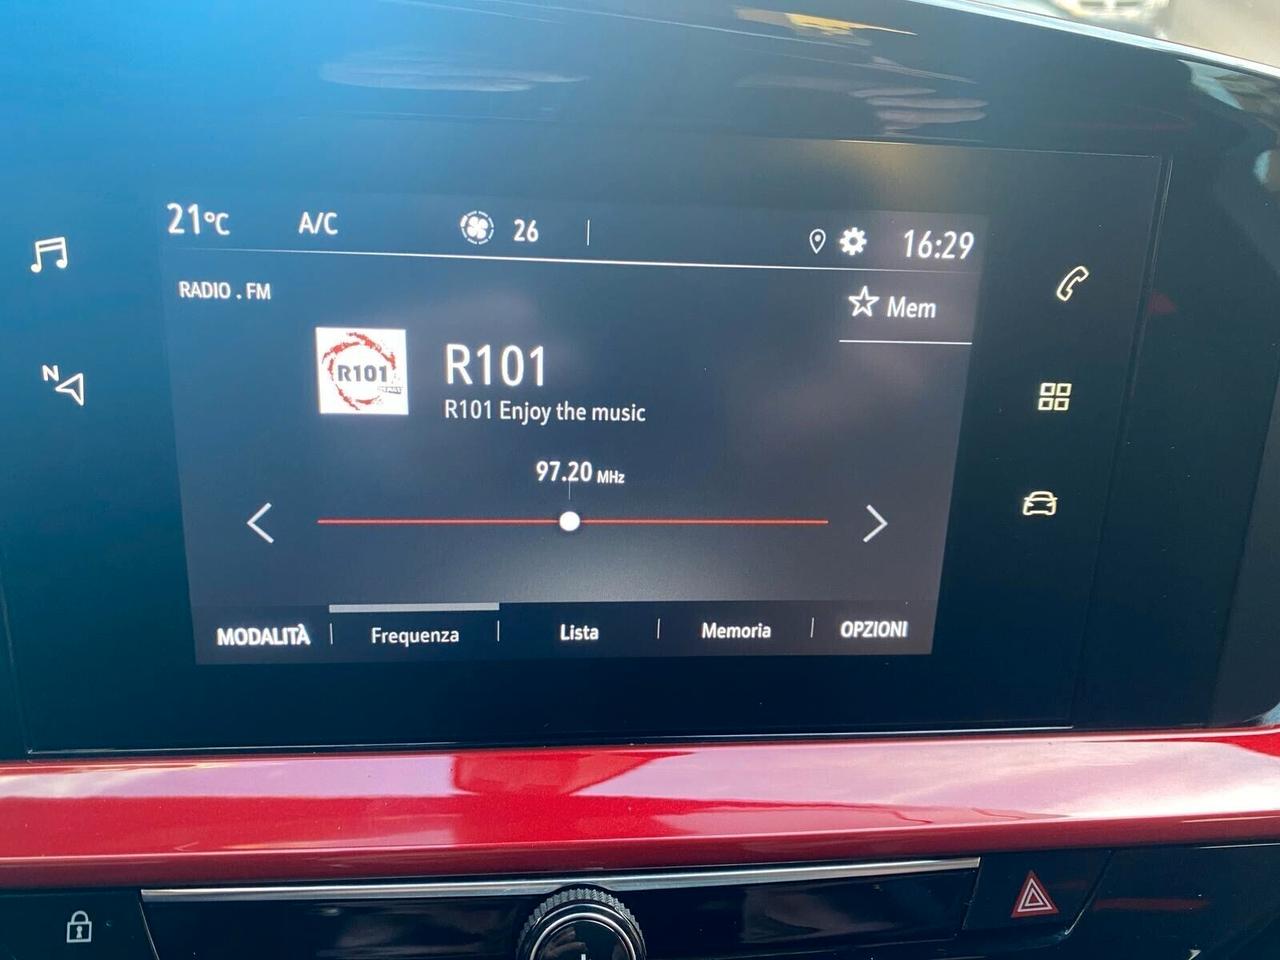 21°C A/C 26 16:29
RADIO . FM
Mem
R101
R101
R101 Enjoy the music
97.20 MHz
N
MODALITÀ Frequenza Lista Memoria OPZIONI